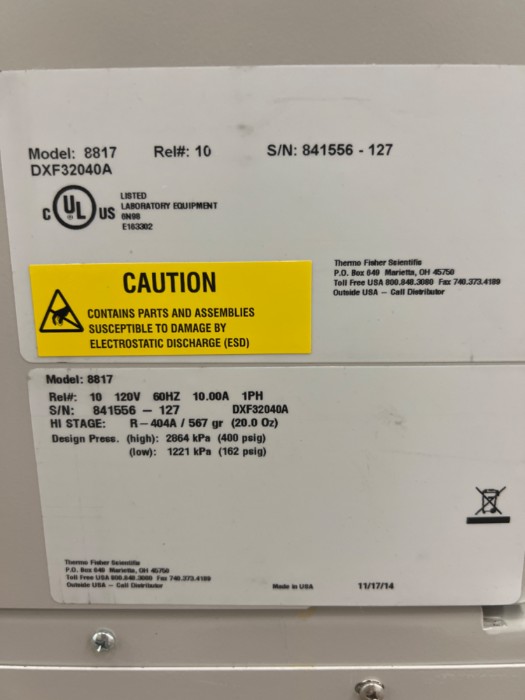 Model: 8817 Rel#: 10 S/N: 841556 - 127
DXF32040A
C UL US LISTED
LABORATORY EQUIPMENT
6N98
E163302
CAUTION
CONTAINS PARTS AND ASSEMBLIES
SUSCEPTIBLE TO DAMAGE BY
ELECTROSTATIC DISCHARGE (ESD)
Thermo Fisher Scientific
P.O. Box 649 Marietta, OH 45750
Toll Free USA 800.848.3080 Fax 740.373.4189
Outside USA – Call Distributor
Model: 8817
Rel#: 10 120V 60HZ 10.00A 1PH
S/N: 841556 – 127 DXF32040A
HI STAGE: R–404A / 567 gr (20.0 Oz)
Design Press. (high): 2864 kPa (400 psig)
(low): 1221 kPa (162 psig)
Thermo Fisher Scientific
P.O. Box 649 Marietta, OH 45750
Toll Free USA 800.848.3080 Fax 740.373.4189
Outside USA – Call Distributor
Made in USA 11/17/14